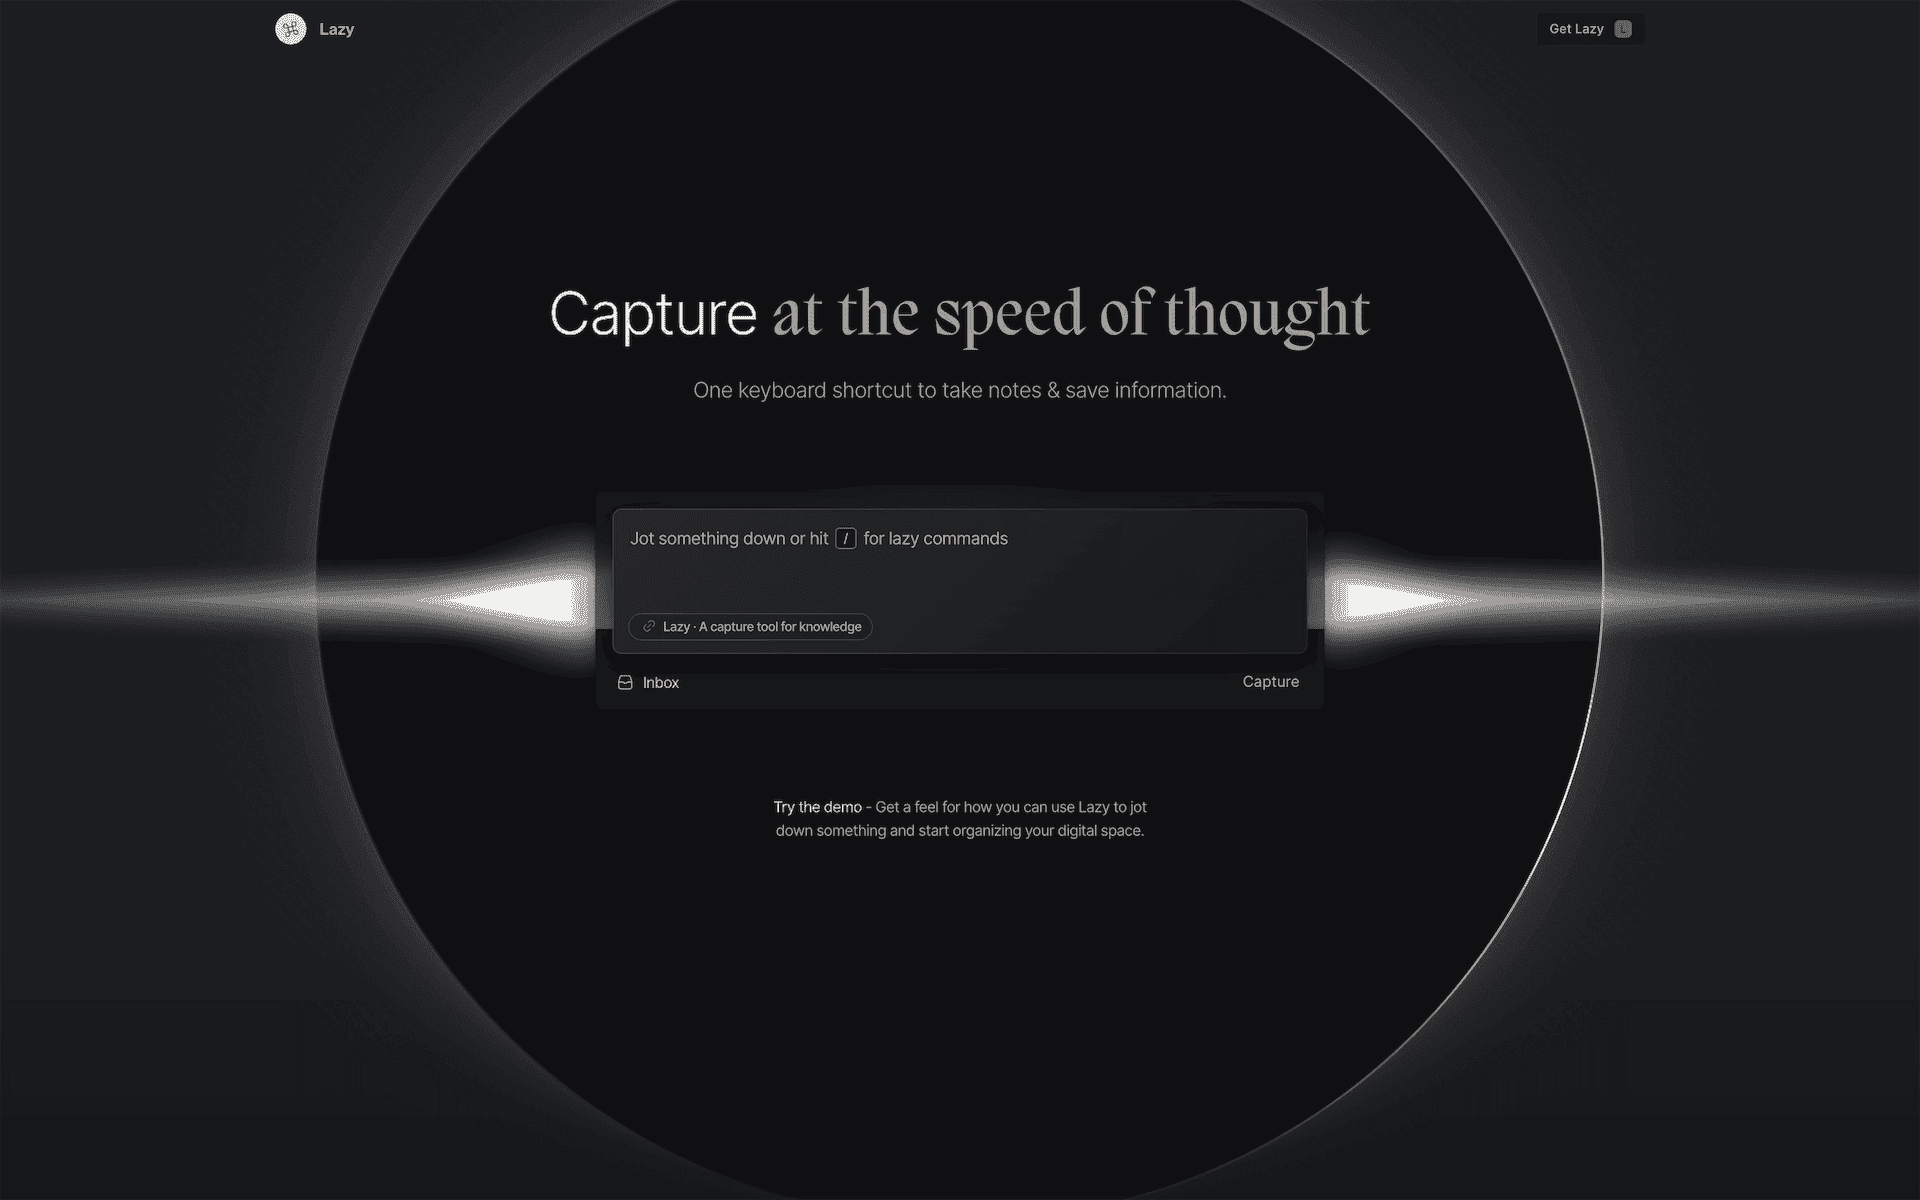 Lazy
Get Lazy L
Capture at the speed of thought
One keyboard shortcut to take notes & save information.
Jot something down or hit / for lazy commands
Lazy · A capture tool for knowledge
Inbox
Capture
Try the demo - Get a feel for how you can use Lazy to jot
down something and start organizing your digital space.